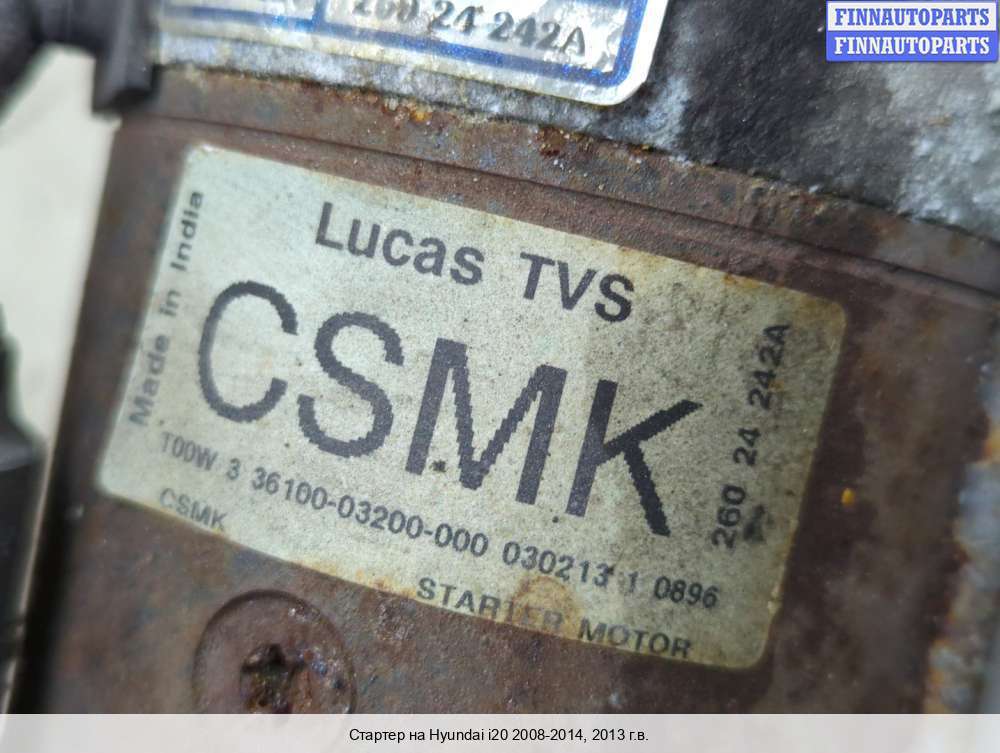 260 24 242A
FINNAUTOPARTS
FINNAUTOPARTS
Made in India
Lucas TVS
CSMK
260 24 242A
T00W 3 36100-03200-000 030213 1 0896
CSMK
STARTER MOTOR
Стартер на Hyundai i20 2008-2014, 2013 г.в.